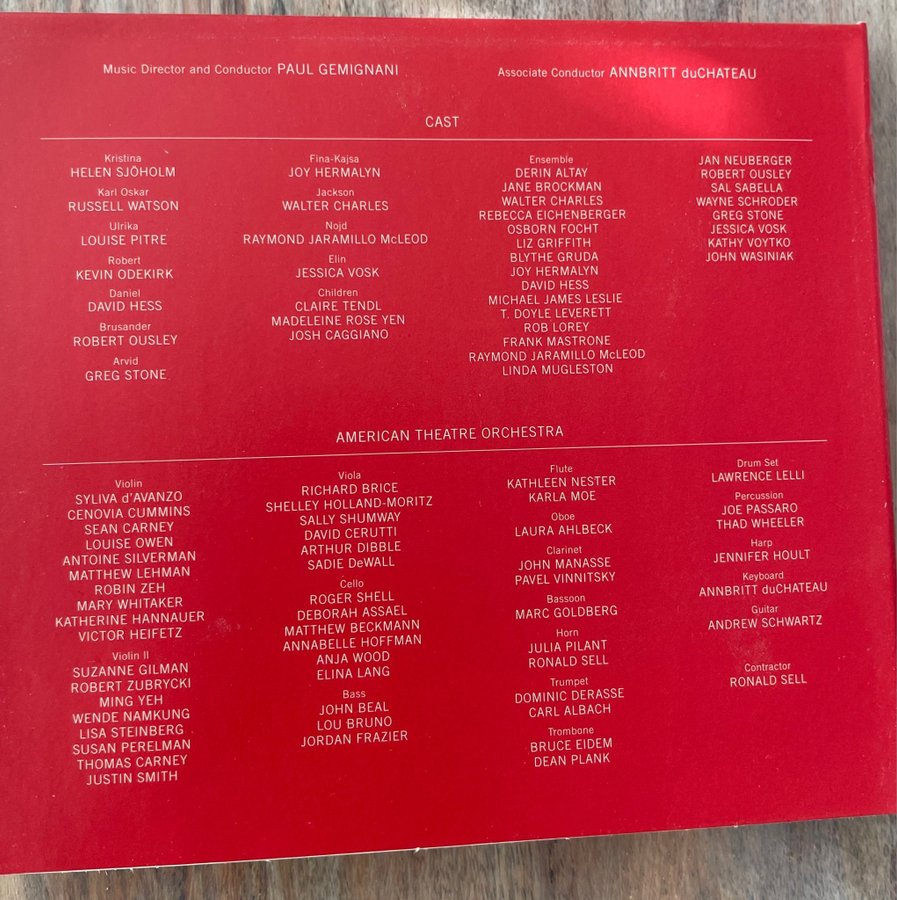 Music Director and Conductor PAUL GEMIGNANI
Associate Conductor ANNBRITT duCHATEAU
CAST
Kristina
HELEN SJÖHOLM
Karl Oskar
RUSSELL WATSON
Ulrika
LOUISE PITRE
Robert
KEVIN ODEKIRK
Daniel
DAVID HESS
Brusander
ROBERT OUSLEY
Arvid
GREG STONE
Fina-Kajsa
JOY HERMALYN
Jackson
WALTER CHARLES
Nojd
RAYMOND JARAMILLO McLEOD
Elin
JESSICA VOSK
Children
CLAIRE TENDL
MADELEINE ROSE YEN
JOSH CAGGIANO
Ensemble
DERIN ALTAY
JANE BROCKMAN
WALTER CHARLES
REBECCA EICHENBERGER
OSBORN FOCHT
LIZ GRIFFITH
BLYTHE GRUDA
JOY HERMALYN
DAVID HESS
MICHAEL JAMES LESLIE
T. DOYLE LEVERETT
ROB LOREY
FRANK MASTRONE
RAYMOND JARAMILLO McLEOD
LINDA MUGLESTON
JAN NEUBERGER
ROBERT OUSLEY
SAL SABELLA
WAYNE SCHRODER
GREG STONE
JESSICA VOSK
KATHY VOYTKO
JOHN WASINIAK
AMERICAN THEATRE ORCHESTRA
Violin
SYLIVA d'AVANZO
CENOVIA CUMMINS
SEAN CARNEY
LOUISE OWEN
ANTOINE SILVERMAN
MATTHEW LEHMAN
ROBIN ZEH
MARY WHITAKER
KATHERINE HANNAUER
VICTOR HEIFETZ
Violin II
SUZANNE GILMAN
ROBERT ZUBRYCKI
MING YEH
WENDE NAMKUNG
LISA STEINBERG
SUSAN PERELMAN
THOMAS CARNEY
JUSTIN SMITH
Viola
RICHARD BRICE
SHELLEY HOLLAND-MORITZ
SALLY SHUMWAY
DAVID CERUTTI
ARTHUR DIBBLE
SADIE DeWALL
Cello
ROGER SHELL
DEBORAH ASSAEL
MATTHEW BECKMANN
ANNABELLE HOFFMAN
ANJA WOOD
ELINA LANG
Bass
JOHN BEAL
LOU BRUNO
JORDAN FRAZIER
Flute
KATHLEEN NESTER
KARLA MOE
Oboe
LAURA AHLBECK
Clarinet
JOHN MANASSE
PAVEL VINNITSKY
Bassoon
MARC GOLDBERG
Horn
JULIA PILANT
RONALD SELL
Trumpet
DOMINIC DERASSE
CARL ALBACH
Trombone
BRUCE EIDEM
DEAN PLANK
Drum Set
LAWRENCE LELLI
Percussion
JOE PASSARO
THAD WHEELER
Harp
JENNIFER HOULT
Keyboard
ANNBRITT duCHATEAU
Guitar
ANDREW SCHWARTZ
Contractor
RONALD SELL